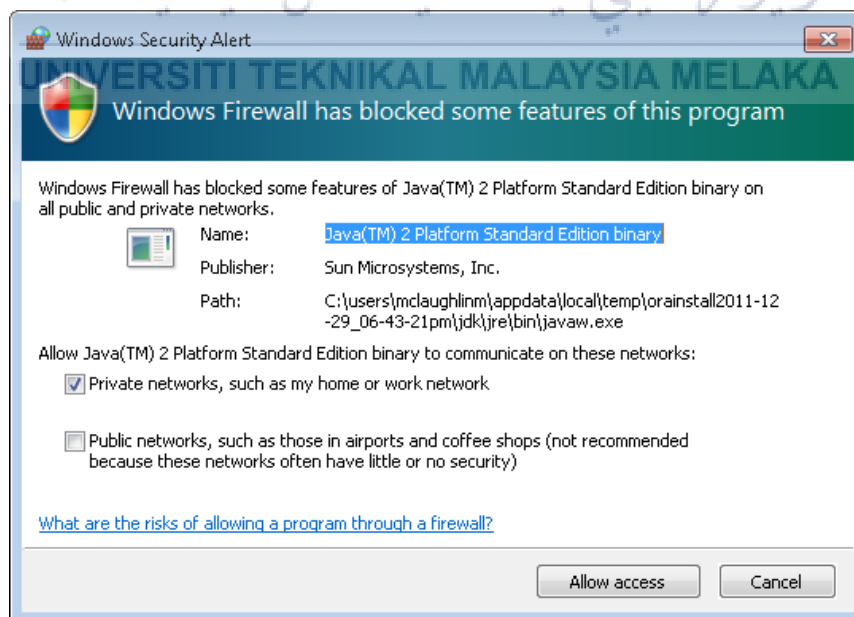 Windows Security Alert
UNIVERSITI TEKNIKAL MALAYSIA MELAKA
Windows Firewall has blocked some features of this program
Windows Firewall has blocked some features of Java(TM) 2 Platform Standard Edition binary on
all public and private networks.
Name: Java(TM) 2 Platform Standard Edition binary
Publisher: Sun Microsystems, Inc.
Path: C:\users\mclaughlinm\appdata\local\temp\orainstall2011-12
-29_06-43-21pm\jdk\jre\bin\javaw.exe
Allow Java(TM) 2 Platform Standard Edition binary to communicate on these networks:
Private networks, such as my home or work network
Public networks, such as those in airports and coffee shops (not recommended
because these networks often have little or no security)
What are the risks of allowing a program through a firewall?
Allow access Cancel